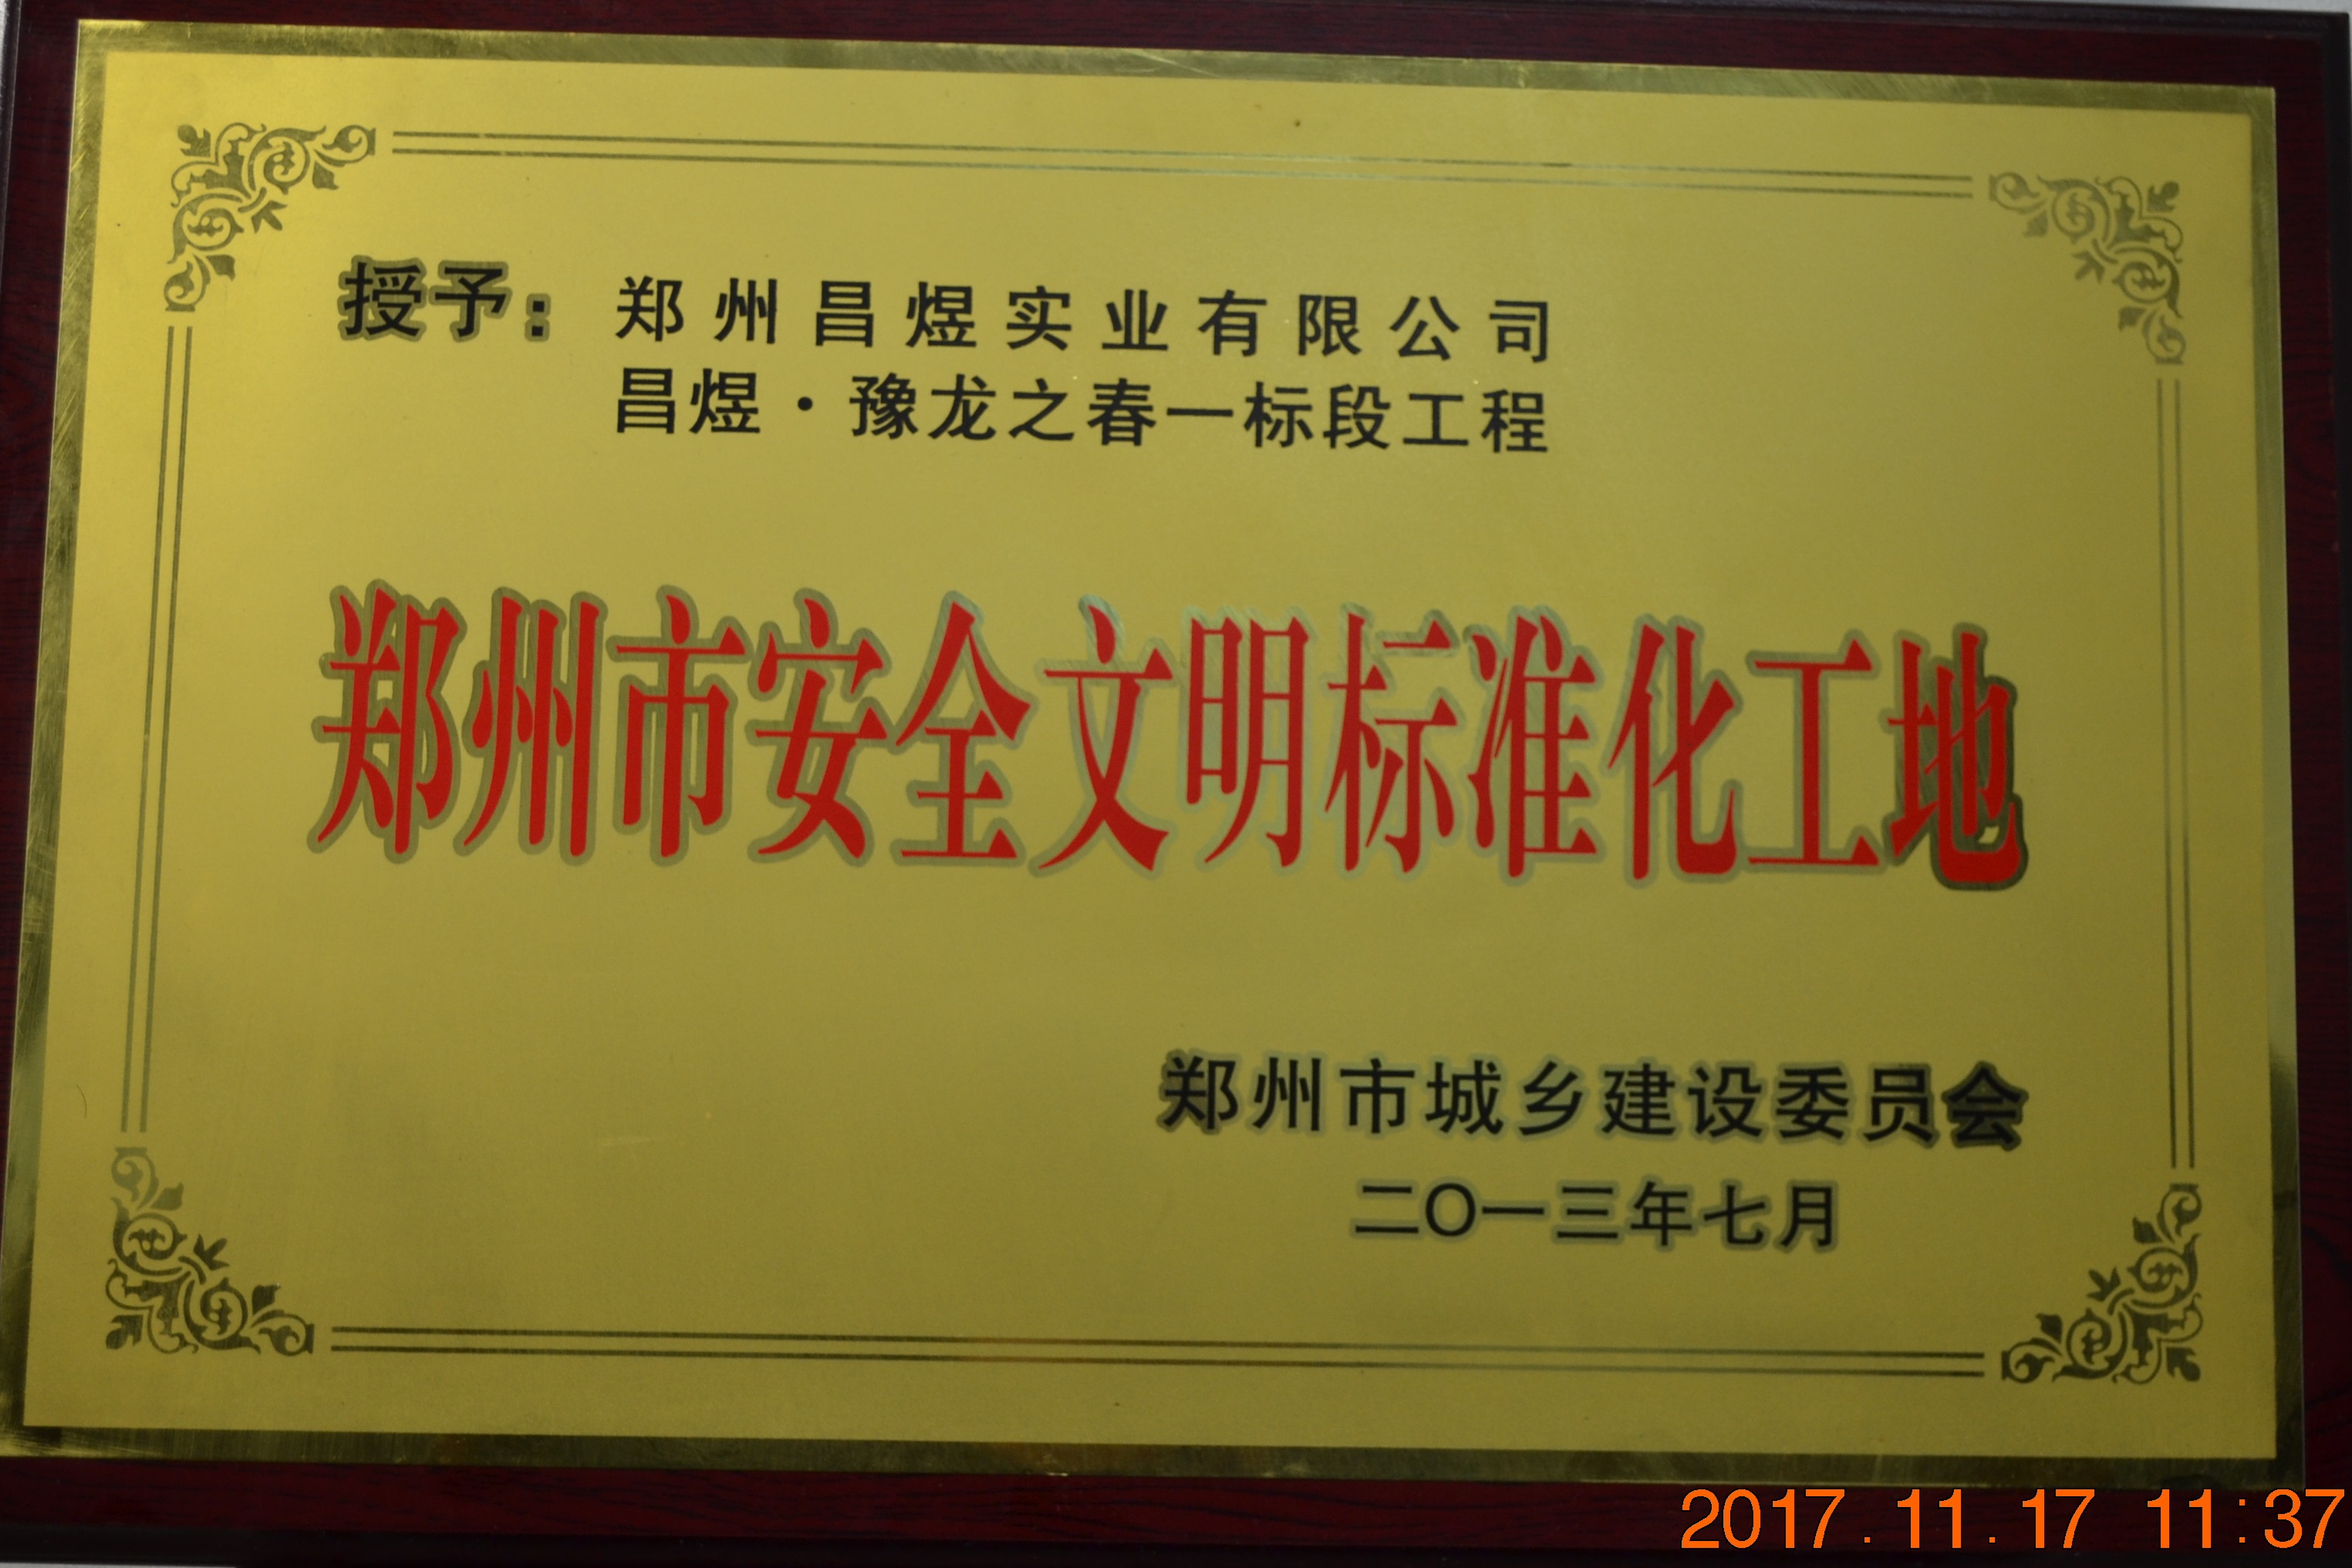 授予：郑州昌煜实业有限公司
昌煜·豫龙之春一标段工程
郑州市安全文明标准化工地
郑州市城乡建设委员会
二〇一三年七月
2017.11.17 11:37